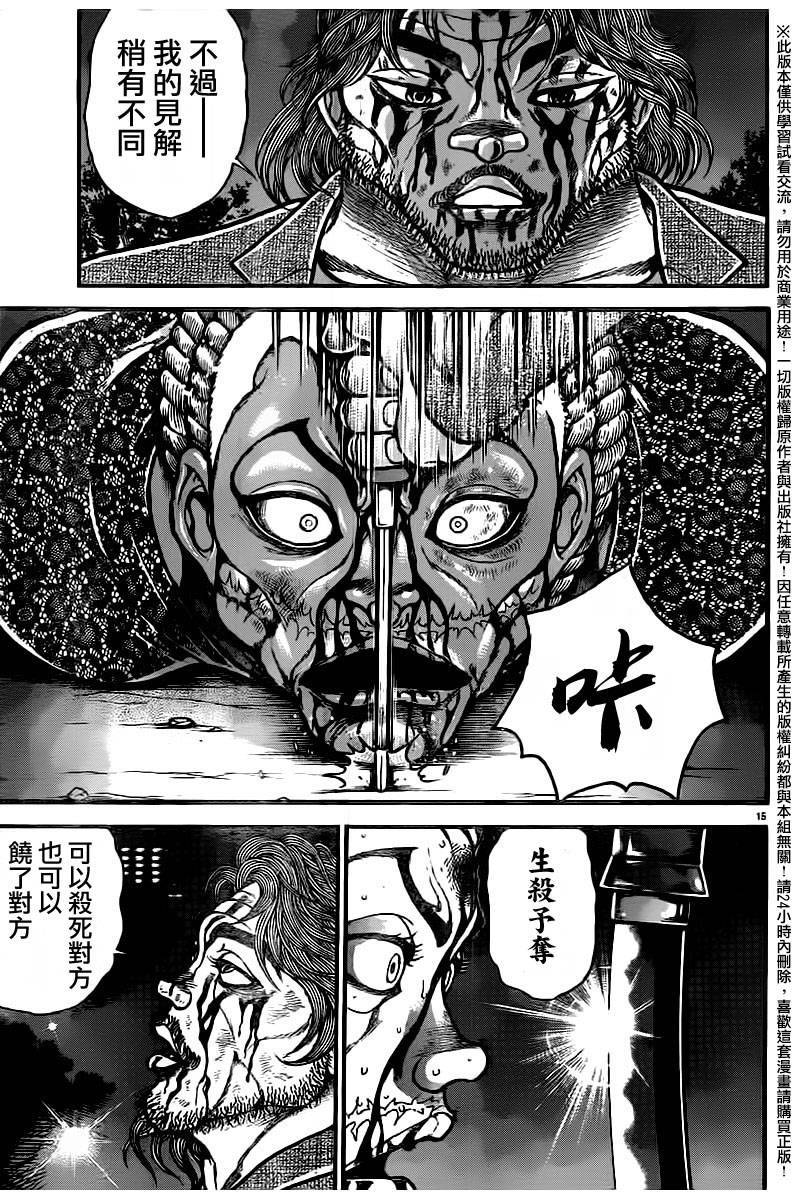 不過——
我的見解
稍有不同
咔
15
生殺予奪
可以殺死對方
也可以
饒了對方
※此版本僅供學習試看交流，請勿用於商業用途！一切版權歸原作者與出版社擁有！因任意轉載所產生的版權糾紛都與本組無關！請24小時內刪除，喜歡這套漫畫請購買正版！